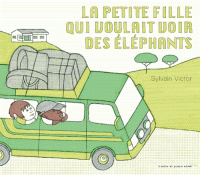 LA PETITE FILLE
QUI VOULAIT VOIR
DES ÉLÉPHANTS
Sylvain Victor